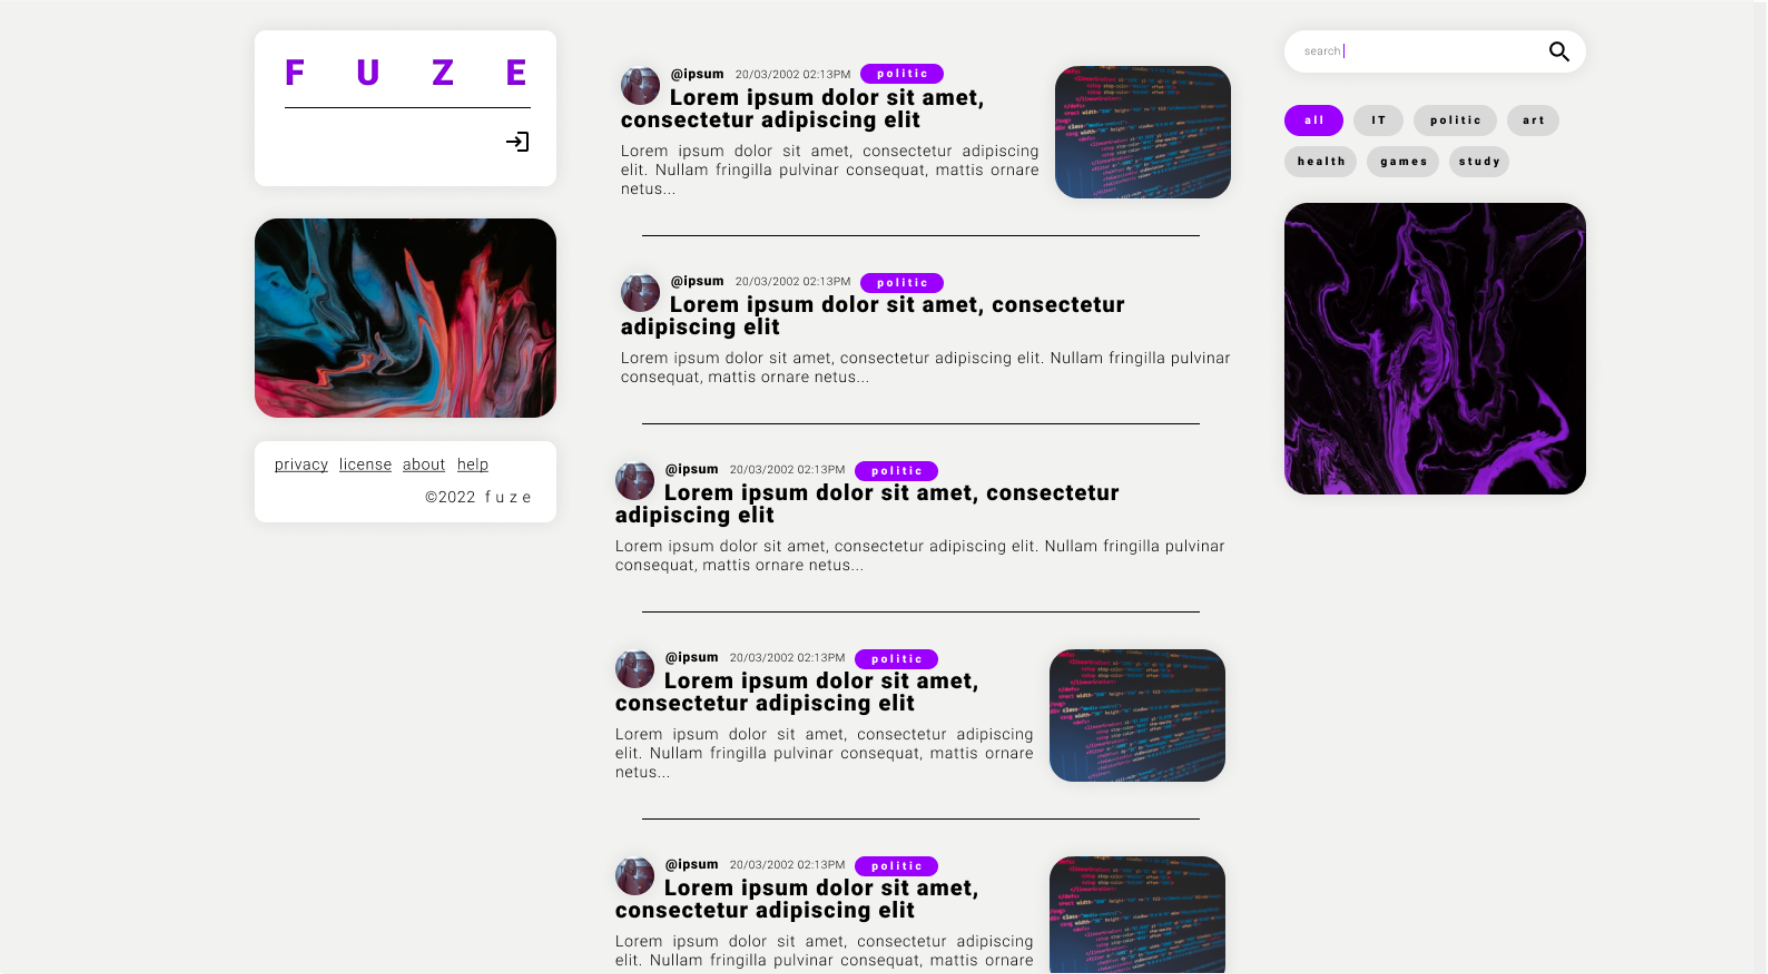 F U Z E
privacy license about help
©2022 fuze
@ipsum 20/03/2002 02:13PM politic
Lorem ipsum dolor sit amet,
consectetur adipiscing elit
Lorem ipsum dolor sit amet, consectetur adipiscing
elit. Nullam fringilla pulvinar consequat, mattis ornare
netus...
@ipsum 20/03/2002 02:13PM politic
Lorem ipsum dolor sit amet, consectetur
adipiscing elit
Lorem ipsum dolor sit amet, consectetur adipiscing elit. Nullam fringilla pulvinar
consequat, mattis ornare netus...
@ipsum 20/03/2002 02:13PM politic
Lorem ipsum dolor sit amet, consectetur
adipiscing elit
Lorem ipsum dolor sit amet, consectetur adipiscing elit. Nullam fringilla pulvinar
consequat, mattis ornare netus...
@ipsum 20/03/2002 02:13PM politic
Lorem ipsum dolor sit amet,
consectetur adipiscing elit
Lorem ipsum dolor sit amet, consectetur adipiscing
elit. Nullam fringilla pulvinar consequat, mattis ornare
netus...
@ipsum 20/03/2002 02:13PM politic
Lorem ipsum dolor sit amet,
consectetur adipiscing elit
Lorem ipsum dolor sit amet, consectetur adipiscing
elit. Nullam fringilla pulvinar consequat, mattis ornare
search
all IT politic art
health games study